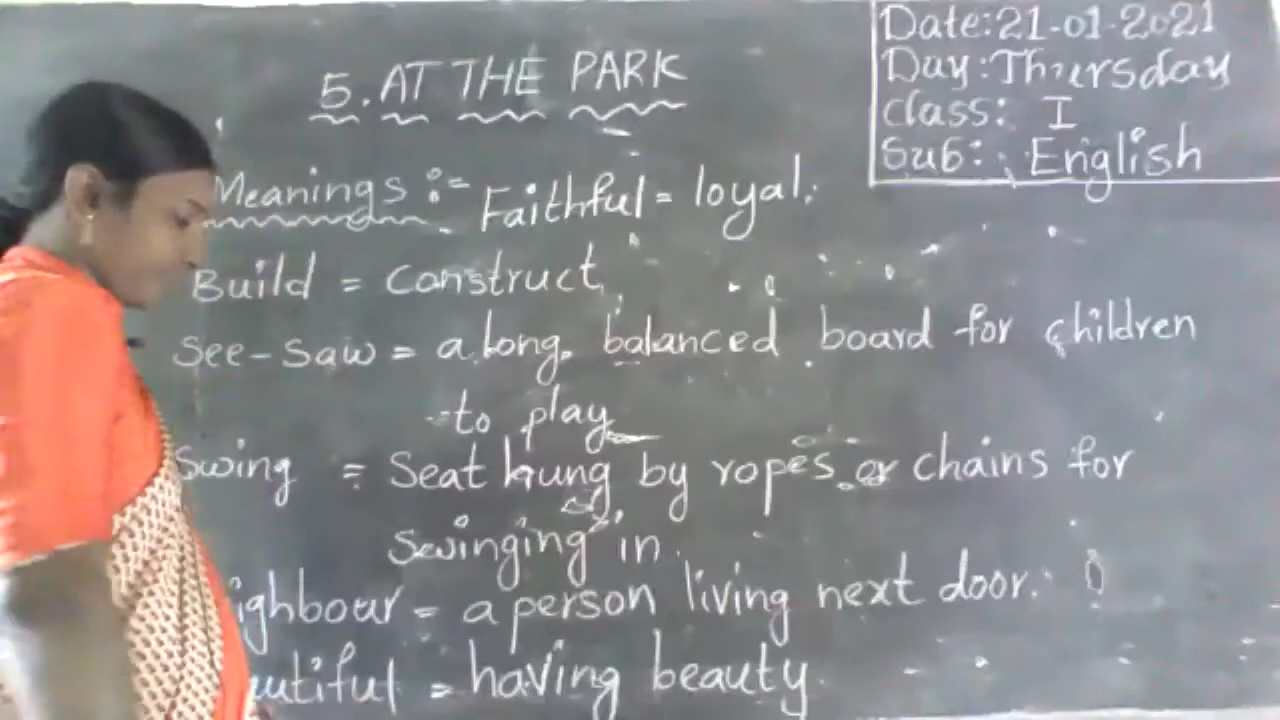 5. AT THE PARK
Date:21-01-2021
Day:Thursday
class: I
Sub: English
Meanings := Faithful = loyal.
Build = construct
See-Saw = a long balanced board for children
to play
Swing = Seat hung by ropes or chains for
Swinging in.
ighbour = a person living next door.
utiful = having beauty